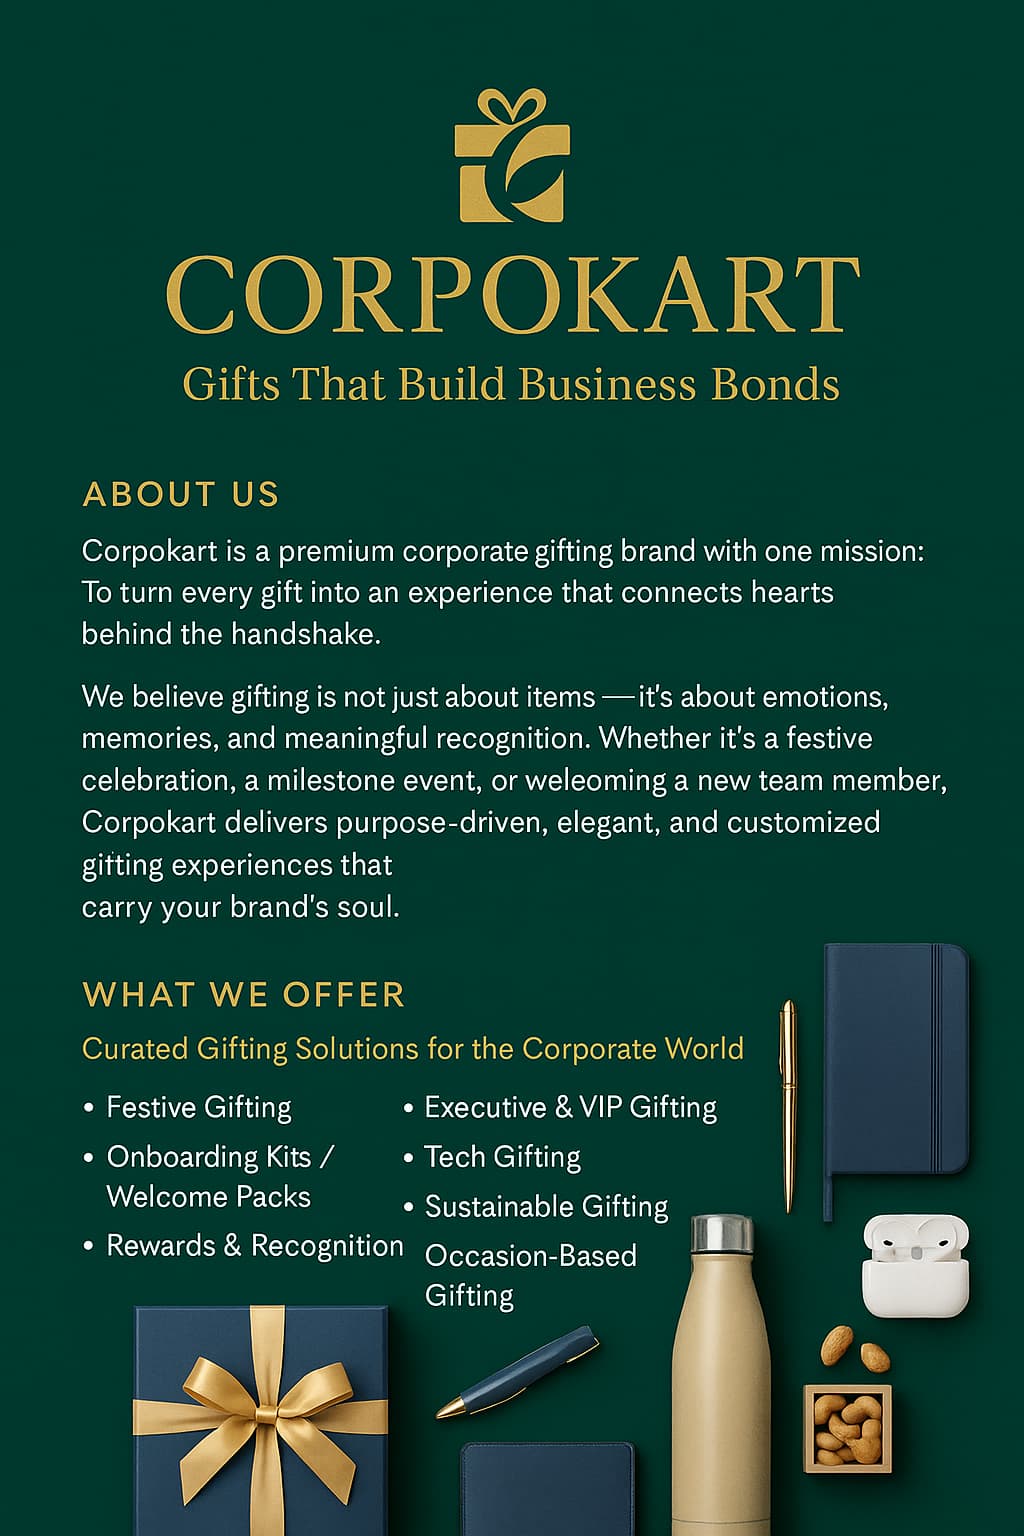 CORPOKART
Gifts That Build Business Bonds
ABOUT US
Corpokart is a premium corporate gifting brand with one mission:
To turn every gift into an experience that connects hearts
behind the handshake.
We believe gifting is not just about items — it's about emotions,
memories, and meaningful recognition. Whether it's a festive
celebration, a milestone event, or weleoming a new team member,
Corpokart delivers purpose-driven, elegant, and customized
gifting experiences that
carry your brand's soul.
WHAT WE OFFER
Curated Gifting Solutions for the Corporate World
• Festive Gifting
• Onboarding Kits /
Welcome Packs
• Rewards & Recognition
• Executive & VIP Gifting
• Tech Gifting
• Sustainable Gifting
Occasion-Based
Gifting